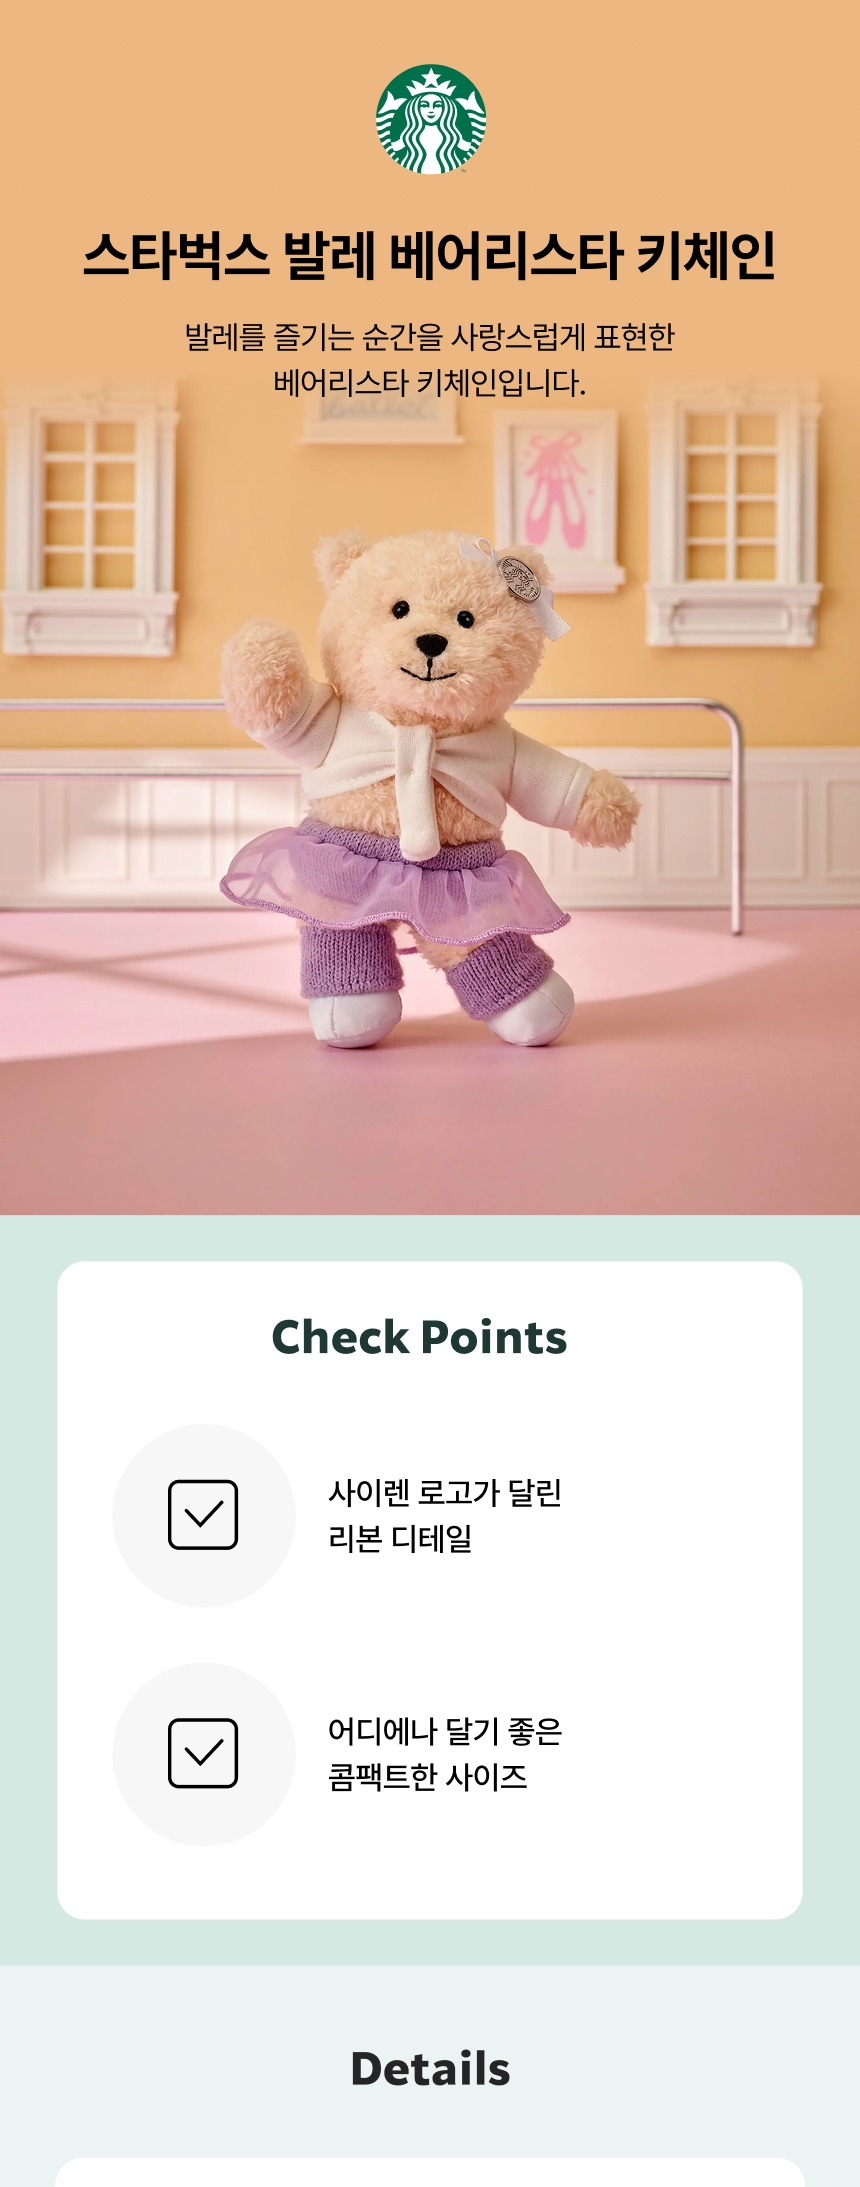 스타벅스 발레 베어리스타 키체인
발레를 즐기는 순간을 사랑스럽게 표현한
베어리스타 키체인입니다.
Ballet
Check Points
사이렌 로고가 달린
리본 디테일
어디에나 달기 좋은
콤팩트한 사이즈
Details